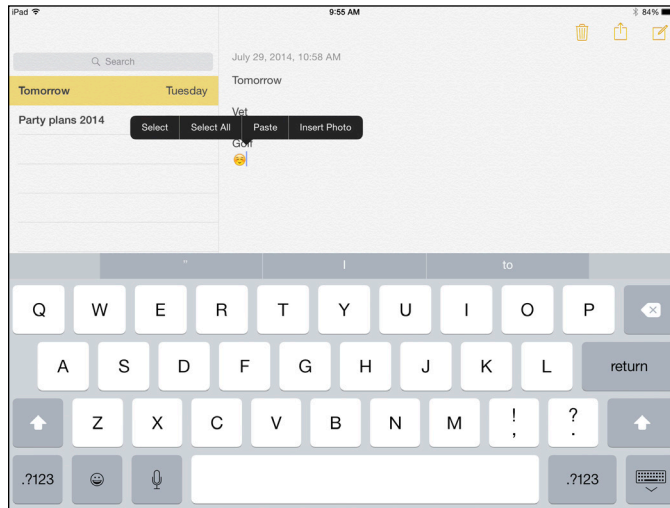 iPad 9:55 AM 84%
Search
July 29, 2014, 10:58 AM
Tomorrow Tuesday
Tomorrow
Party plans 2014
Vet
Select Select All Paste Insert Photo
Golf
☺️
" I to
Q W E R T Y U I O P
A S D F G H J K L return
Z X C V B N M ! , ? .
.?123 .?123